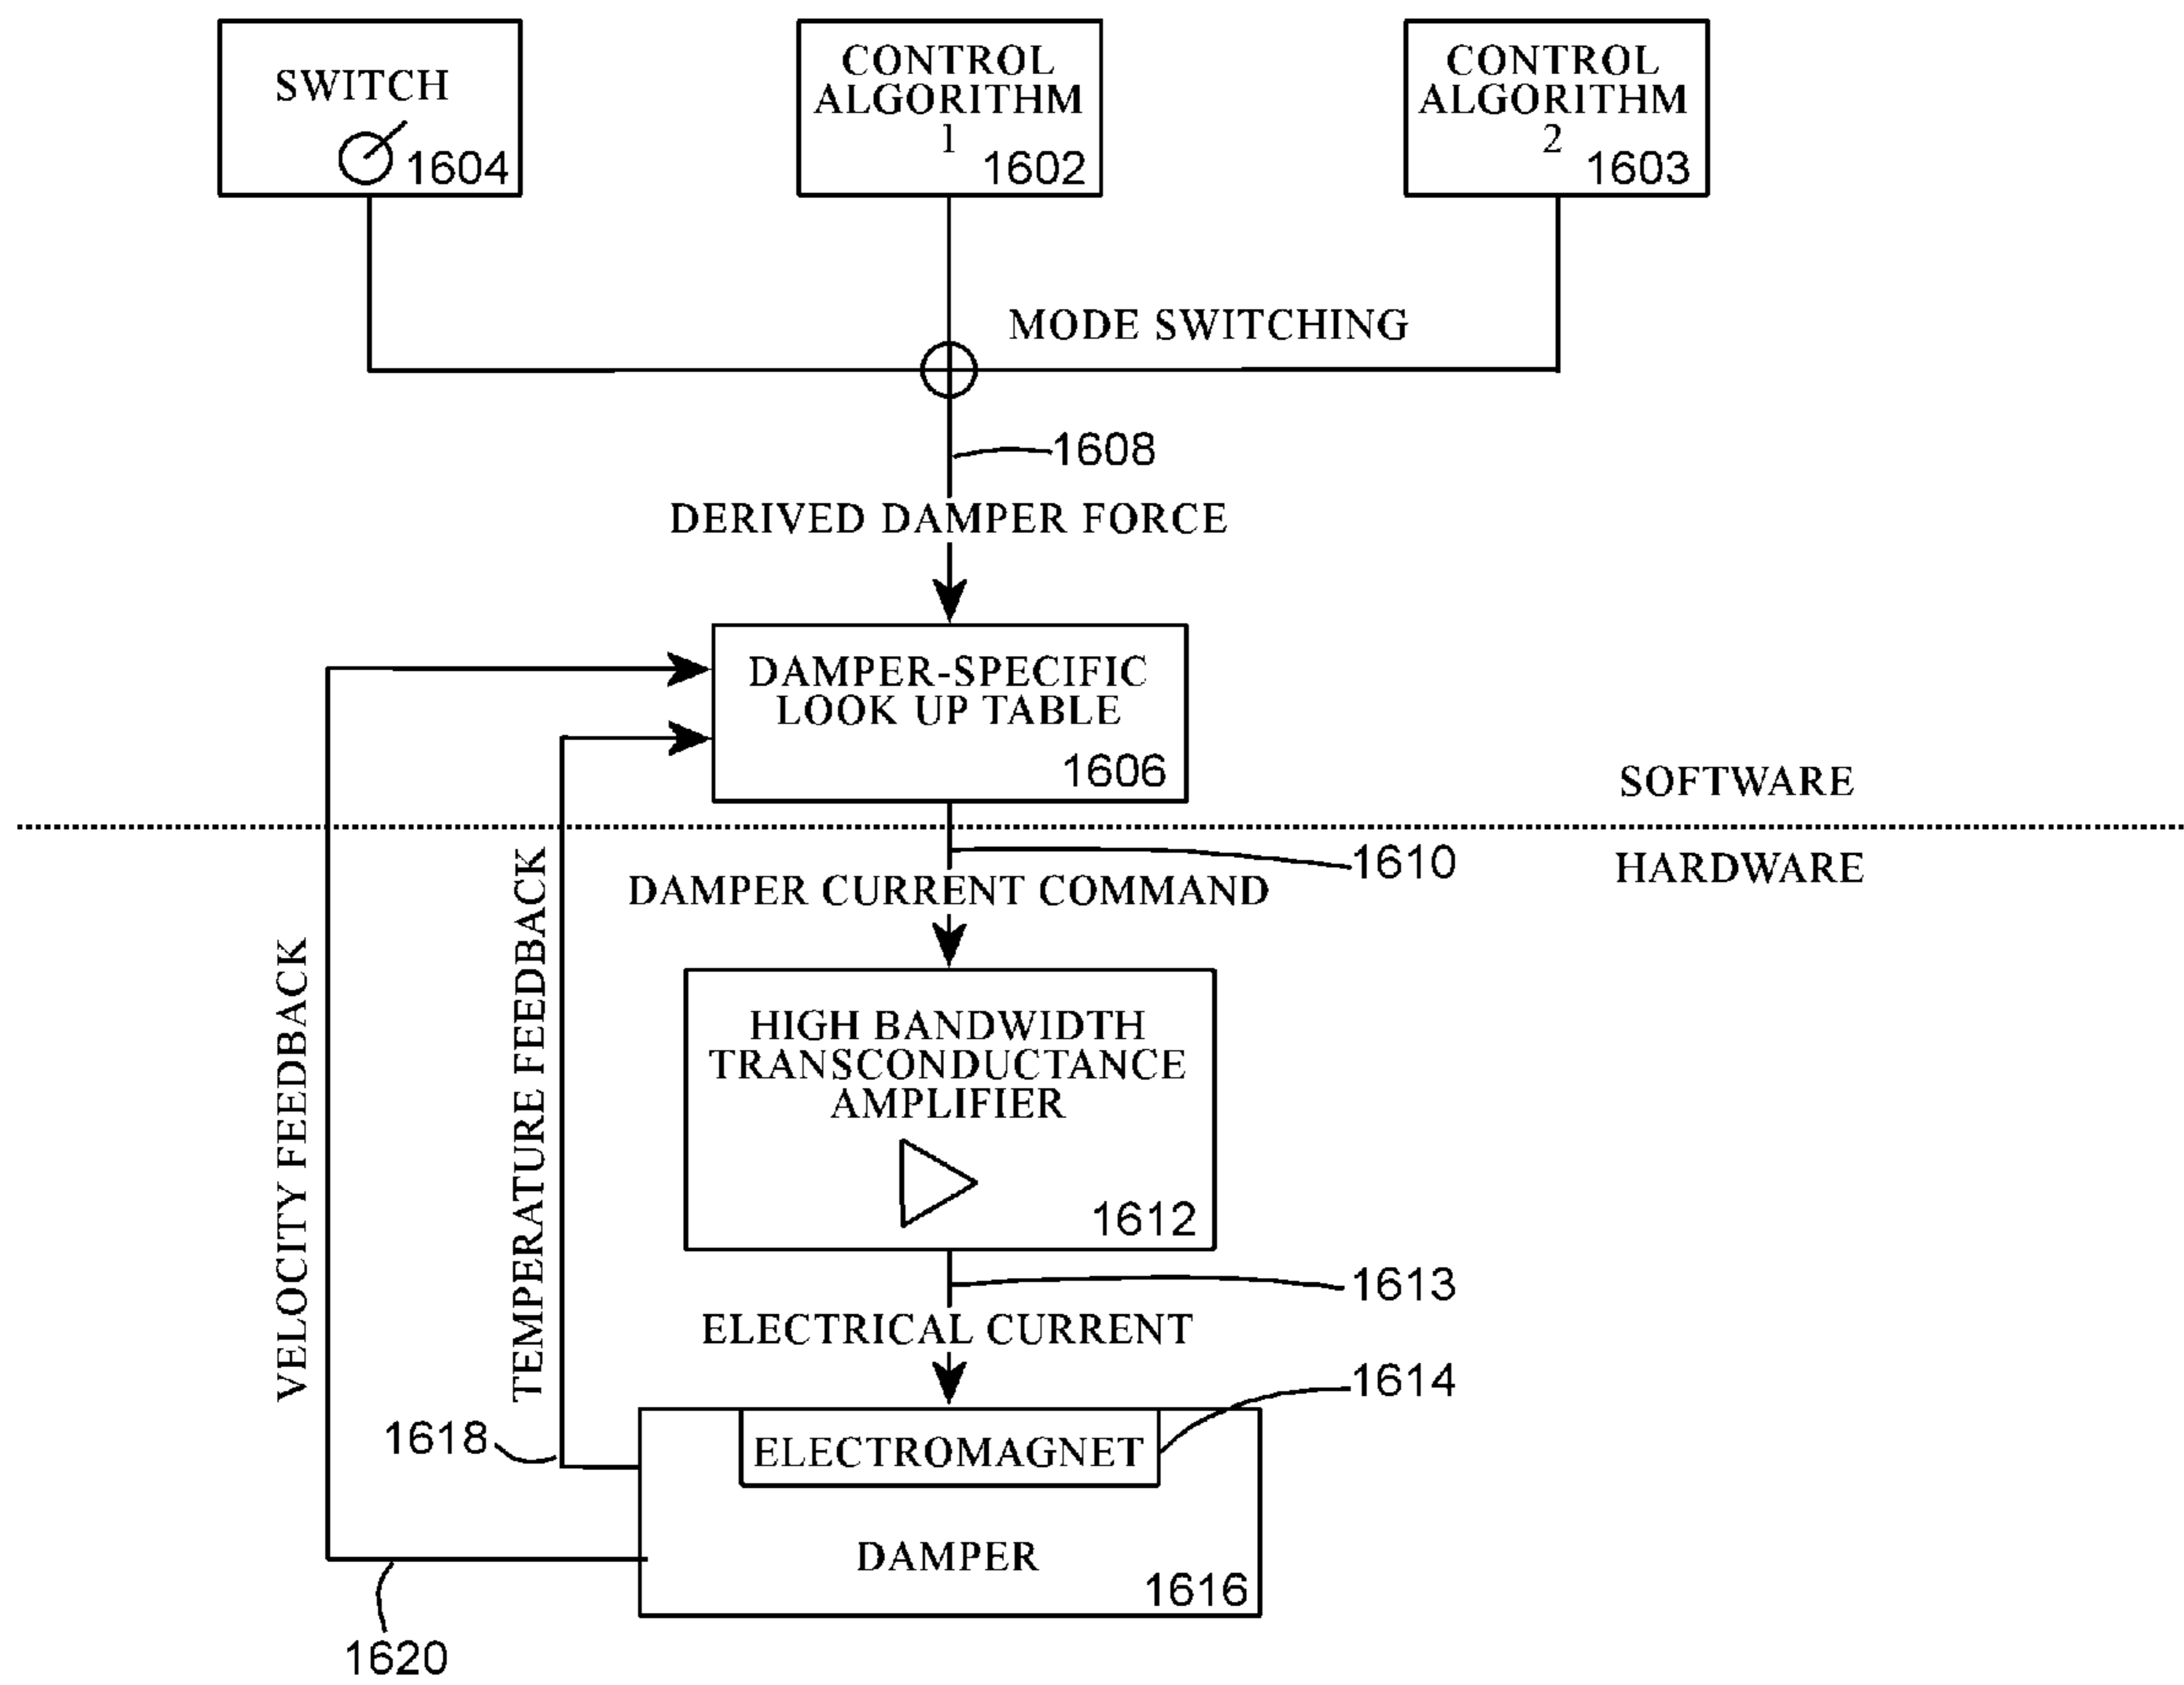 SWITCH
1604
CONTROL
ALGORITHM
1
1602
CONTROL
ALGORITHM
2
1603
MODE SWITCHING
1608
DERIVED DAMPER FORCE
DAMPER-SPECIFIC
LOOK UP TABLE
1606
SOFTWARE
HARDWARE
1610
DAMPER CURRENT COMMAND
VELOCITY FEEDBACK
TEMPERATURE FEEDBACK
HIGH BANDWIDTH
TRANSCONDUCTANCE
AMPLIFIER
1612
1613
ELECTRICAL CURRENT
1614
1618
ELECTROMAGNET
DAMPER
1616
1620